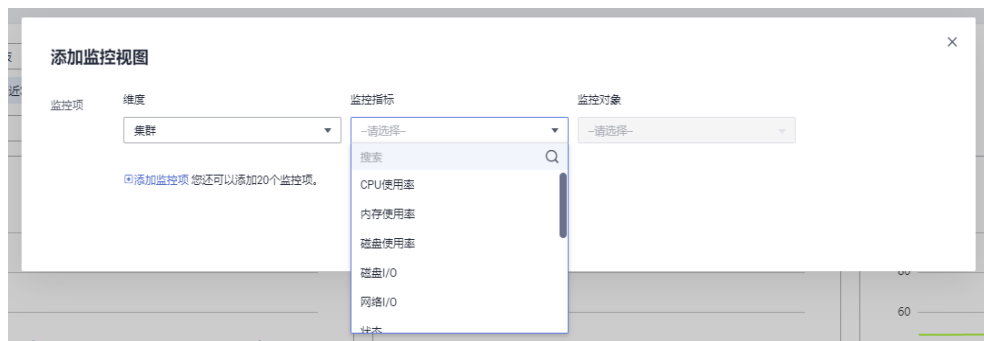 添加监控视图
近
监控项
维度
监控指标
监控对象
集群
--请选择--
--请选择--
搜索
添加监控项 您还可以添加20个监控项。
CPU使用率
内存使用率
磁盘使用率
磁盘I/O
网络I/O
状态
60